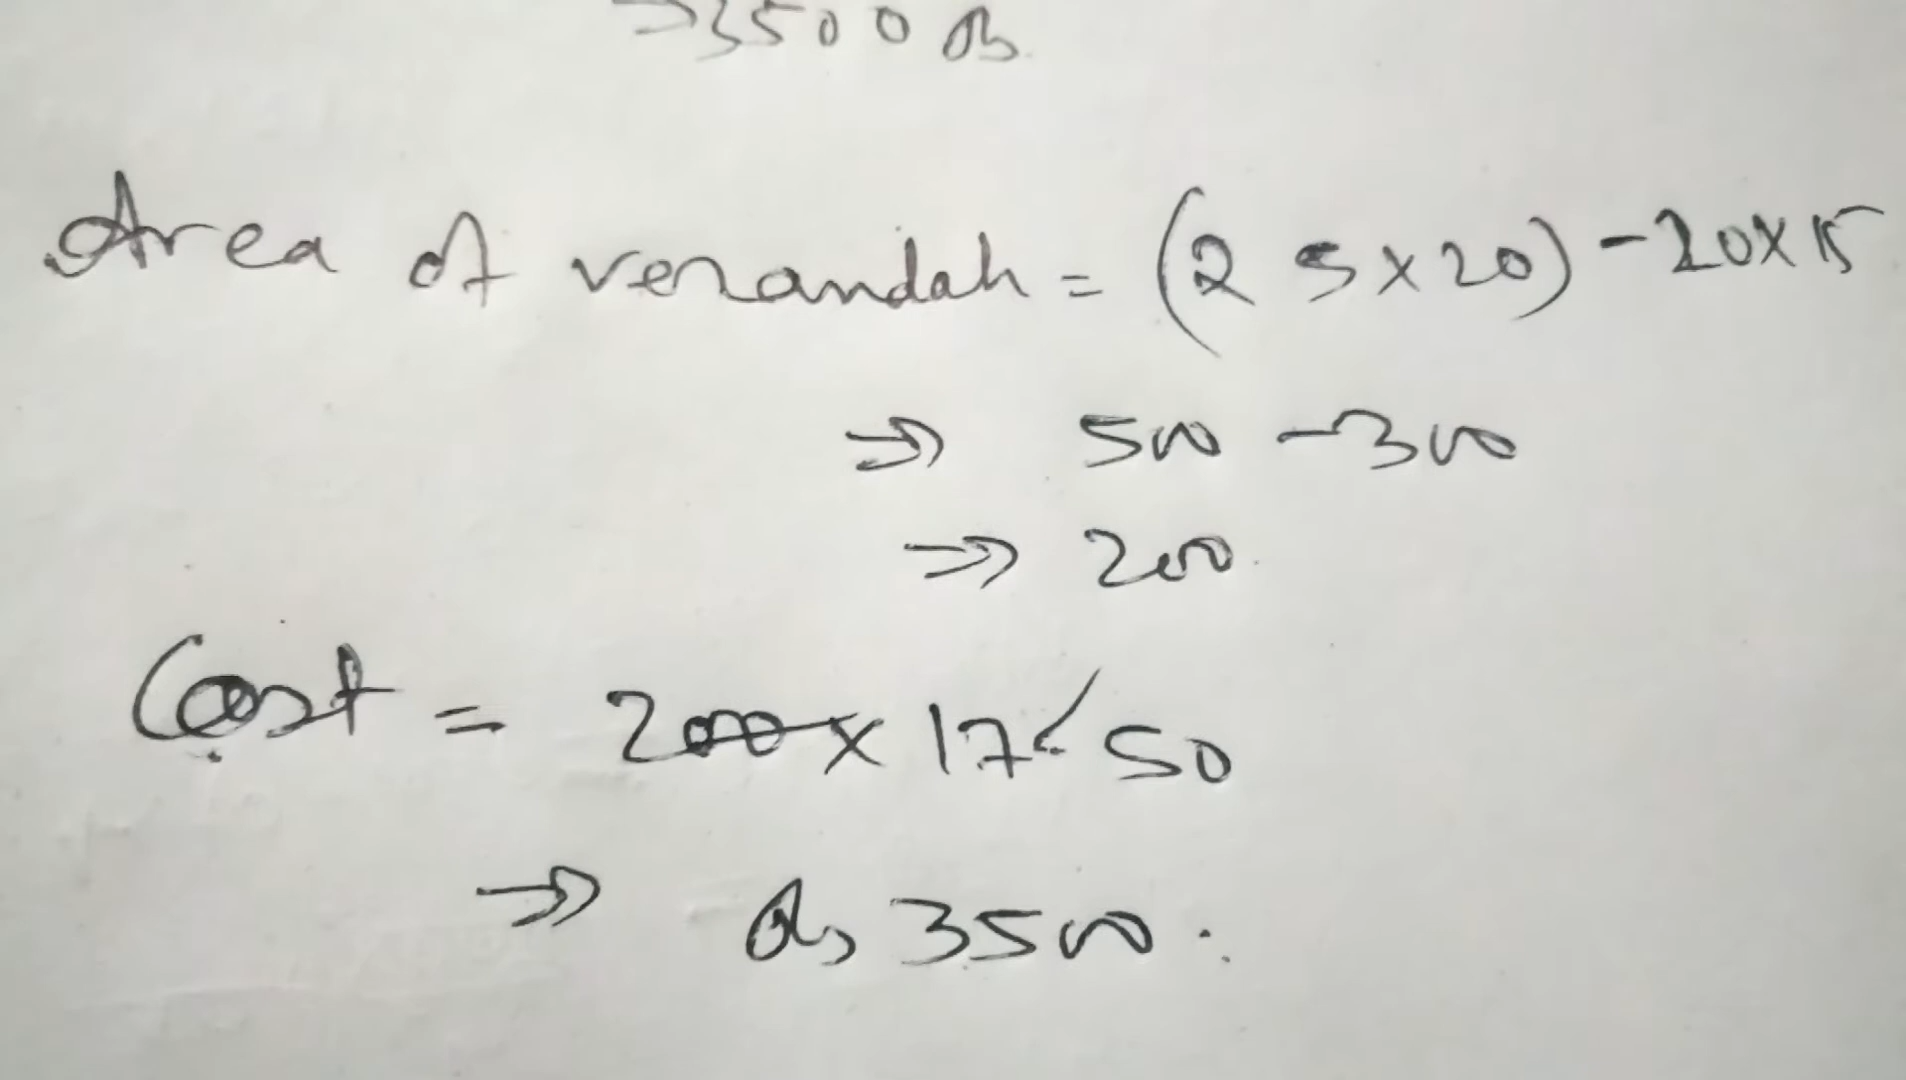 ⇒3500 Rs
Area of verandah = (25×20) - 20×15
⇒ 500 - 300
⇒ 200
Cost = 200 × 17.50
⇒ Rs 3500.